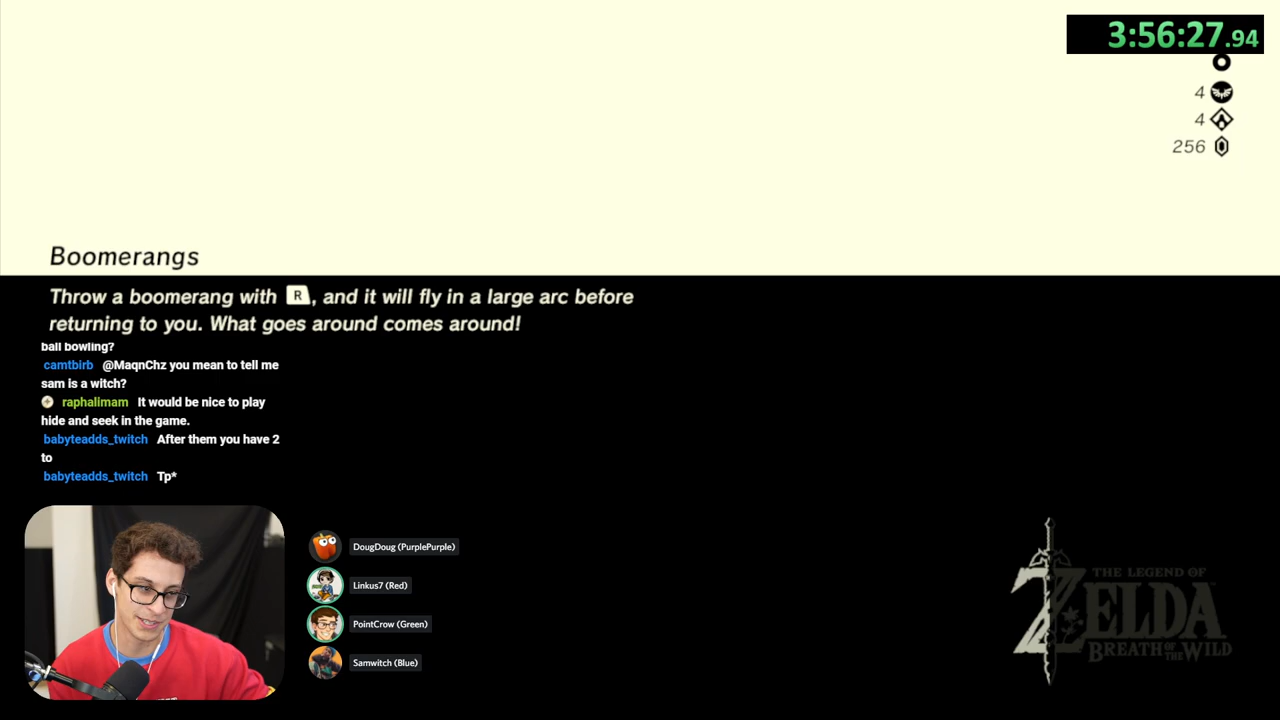 3:56:27.94
4
4
256
Boomerangs
Throw a boomerang with R, and it will fly in a large arc before
returning to you. What goes around comes around!
ball bowling?
camtbirb @MaqnChz you mean to tell me
sam is a witch?
raphalimam It would be nice to play
hide and seek in the game.
babyteadds_twitch After them you have 2
to
babyteadds_twitch Tp*
DougDoug (PurplePurple)
Linkus7 (Red)
PointCrow (Green)
Samwitch (Blue)
THE LEGEND OF
ZELDA
BREATH OF THE WILD